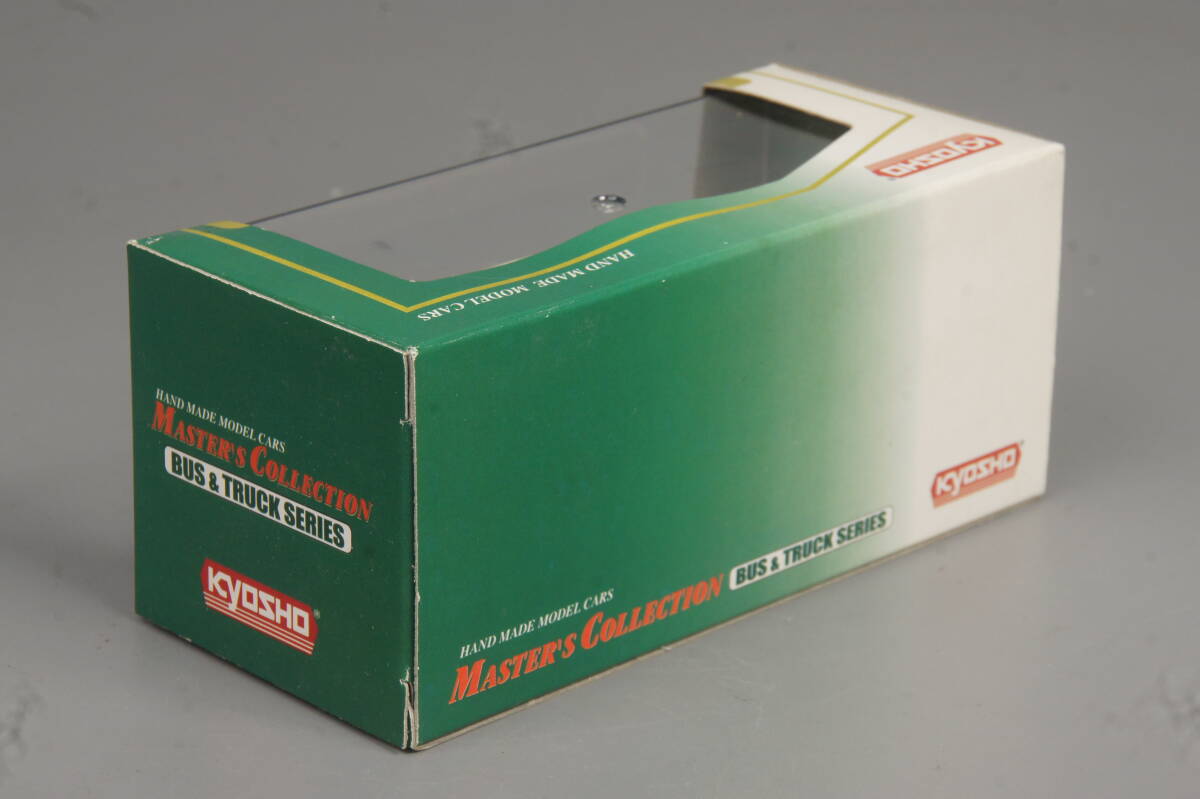 KYOSHO
HAND MADE MODEL CARS
HAND MADE MODEL CARS
MASTER'S COLLECTION
BUS & TRUCK SERIES
KYOSHO®
HAND MADE MODEL CARS
MASTER'S COLLECTION
BUS & TRUCK SERIES
KYOSHO